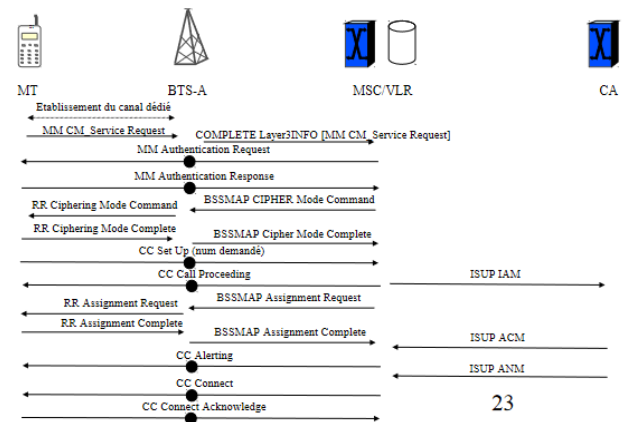 MT BTS-A MSC/VLR CA
Etablissement du canal dédié
MM CM_Service Request
COMPLETE Layer3INFO [MM CM_Service Request]
MM Authentication Request
MM Authentication Response
BSSMAP CIPHER Mode Command
RR Ciphering Mode Command
RR Ciphering Mode Complete
BSSMAP Cipher Mode Complete
CC Set Up (num demandé)
CC Call Proceeding
ISUP IAM
BSSMAP Assignment Request
RR Assignment Request
RR Assignment Complete
BSSMAP Assignment Complete
ISUP ACM
CC Alerting
ISUP ANM
CC Connect
CC Connect Acknowledge
23